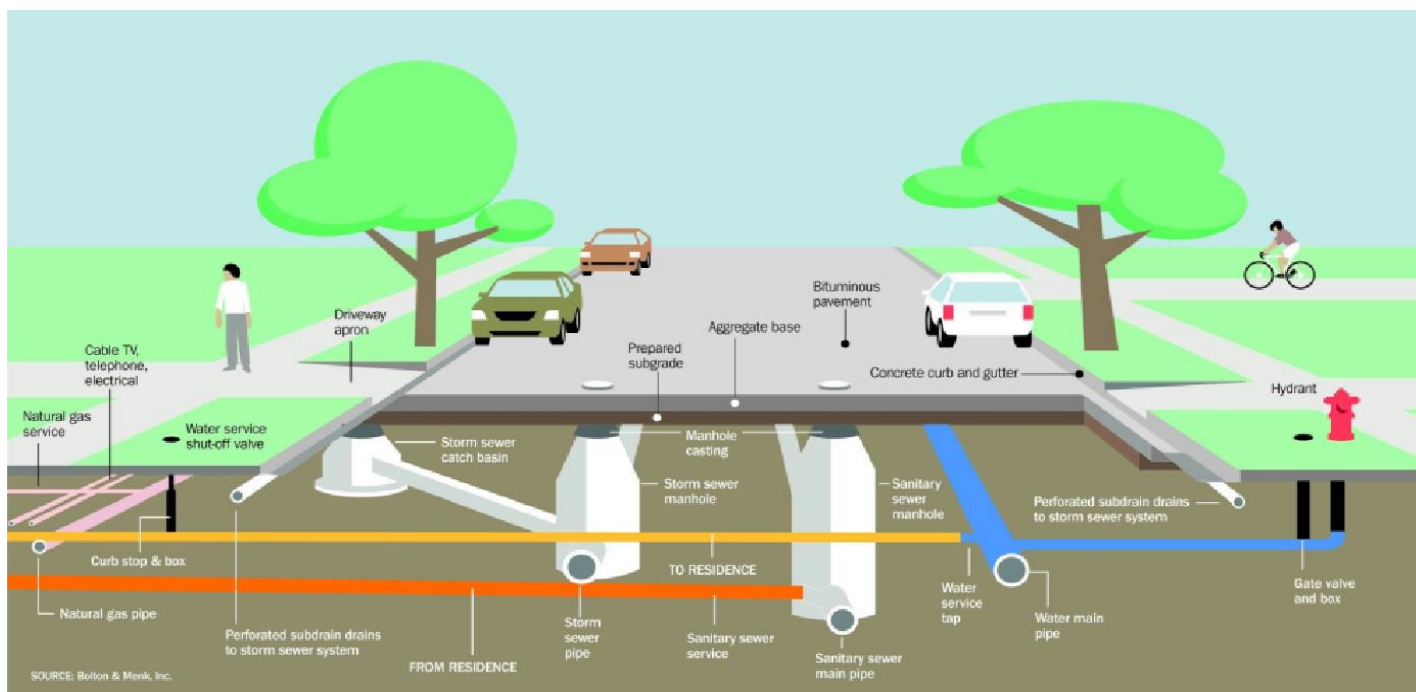 Bituminous
pavement
Driveway
apron
Aggregate base
Cable TV,
telephone,
electrical
Prepared
subgrade
Concrete curb and gutter
Hydrant
Natural gas
service
Water service
shut-off valve
Storm sewer
catch basin
Manhole
casting
Storm sewer
manhole
Sanitary
sewer
manhole
Perforated subdrain drains
to storm sewer system
Curb stop & box
TO RESIDENCE
Natural gas pipe
Perforated subdrain drains
to storm sewer system
FROM RESIDENCE
Storm
sewer
pipe
Sanitary sewer
service
Sanitary sewer
main pipe
Water
service
tap
Water main
pipe
Gate valve
and box
SOURCE: Bolton & Menk, Inc.